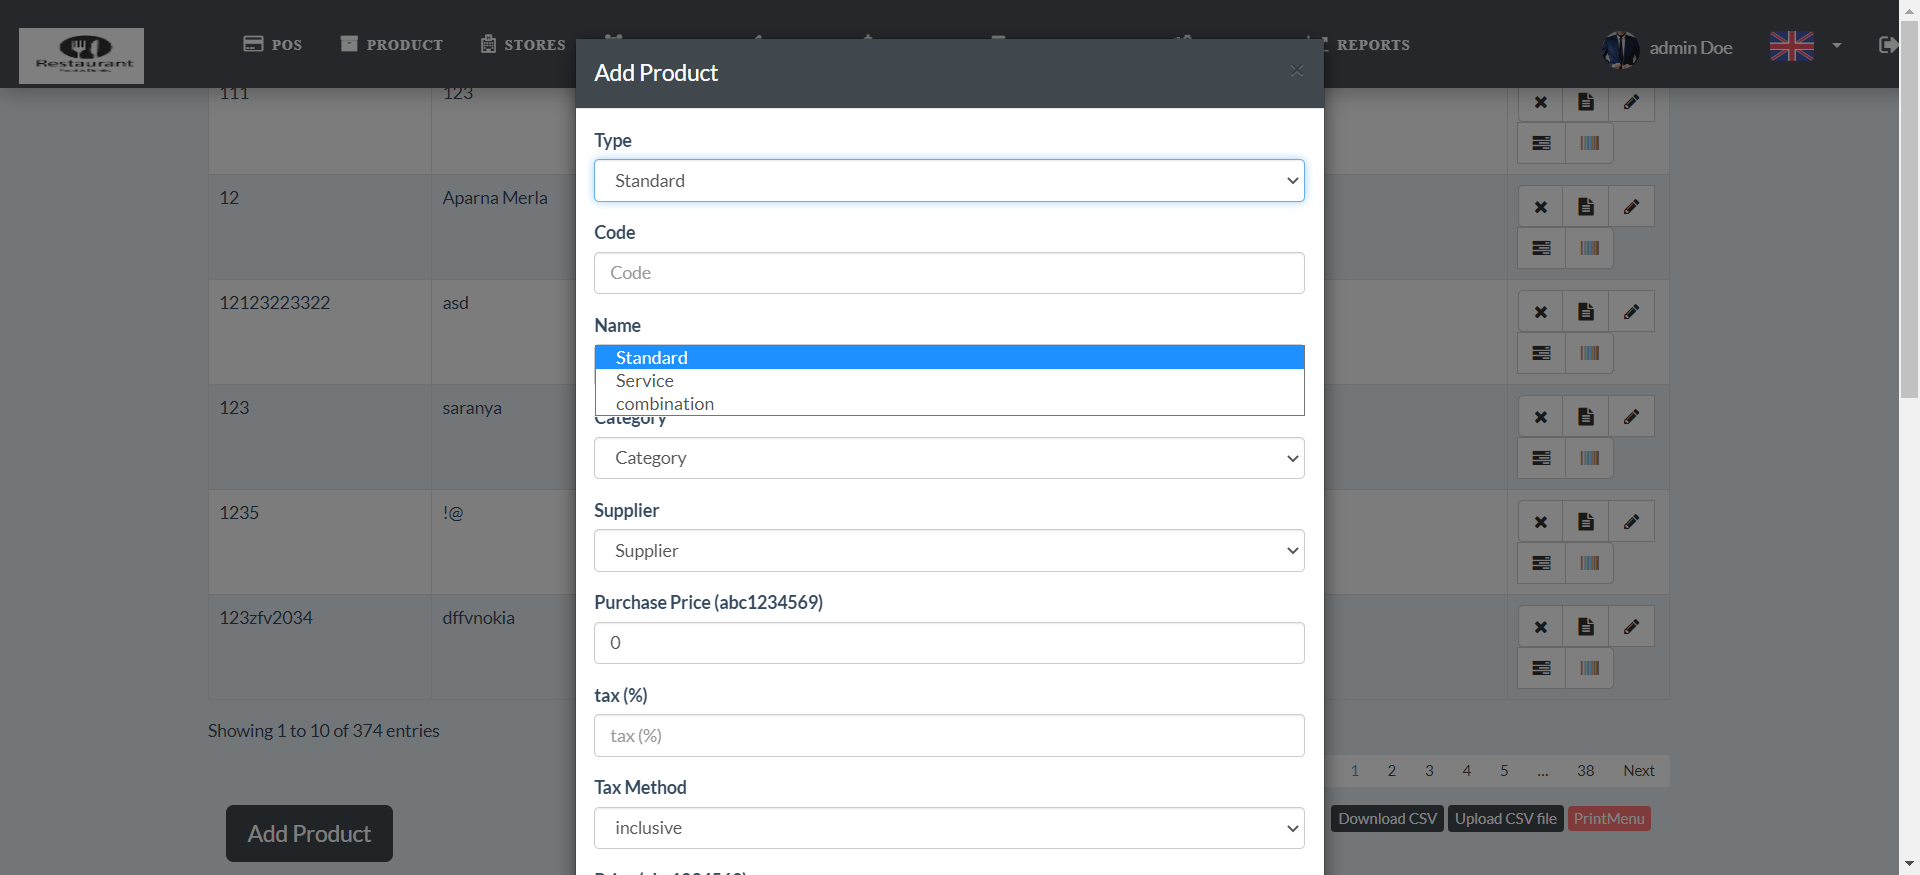 Restaurant
POS
PRODUCT
STORES
REPORTS
admin Doe
Add Product
×
111
123
12
Aparna Merla
12123223322
asd
123
saranya
1235
!@
123zfv2034
dffvnokia
Type
Standard
Code
Code
Name
Standard
Service
combination
Category
Category
Supplier
Supplier
Purchase Price (abc1234569)
0
tax (%)
tax (%)
Tax Method
inclusive
Showing 1 to 10 of 374 entries
1 2 3 4 5 ... 38 Next
Add Product
Download CSV
Upload CSV file
PrintMenu